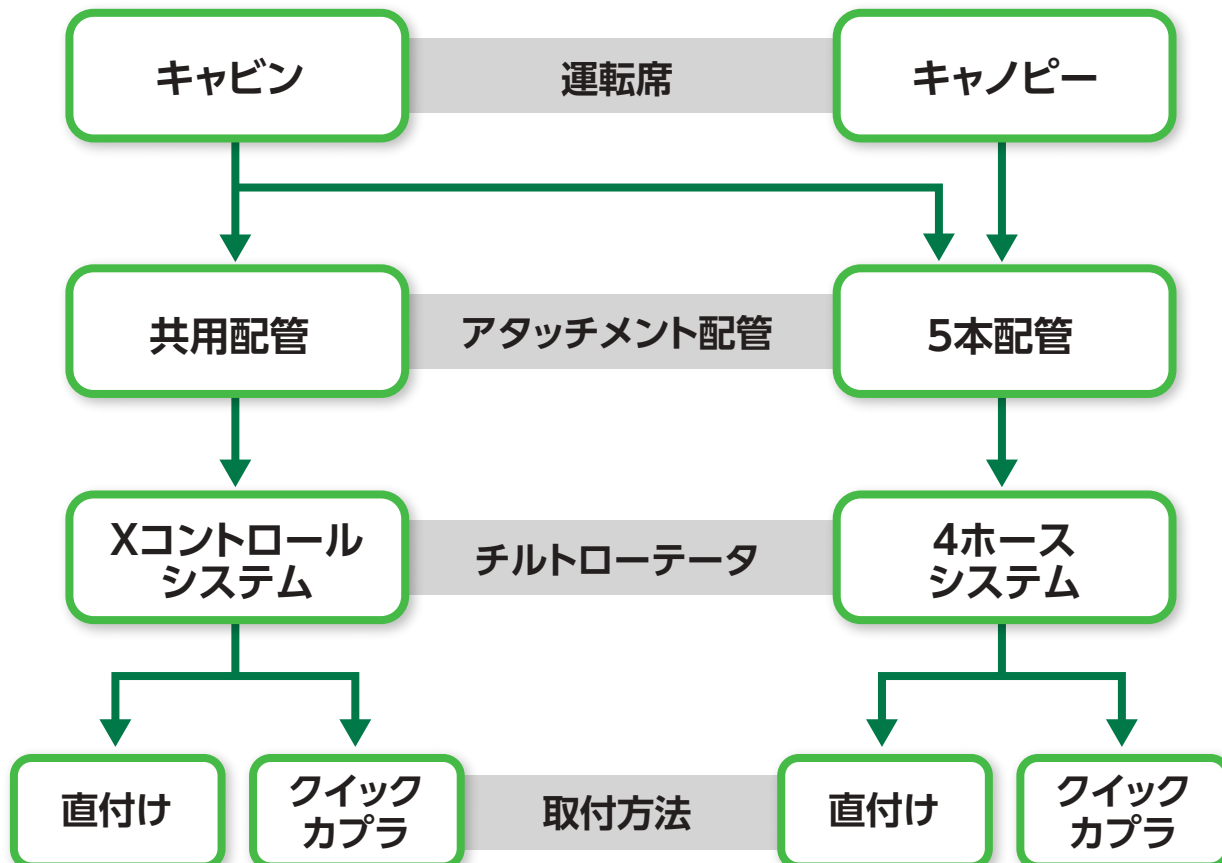 キャビン
運転席
キャノピー
共用配管
アタッチメント配管
5本配管
Xコントロール
システム
チルトローテータ
4ホース
システム
直付け
クイック
カプラ
取付方法
直付け
クイック
カプラ